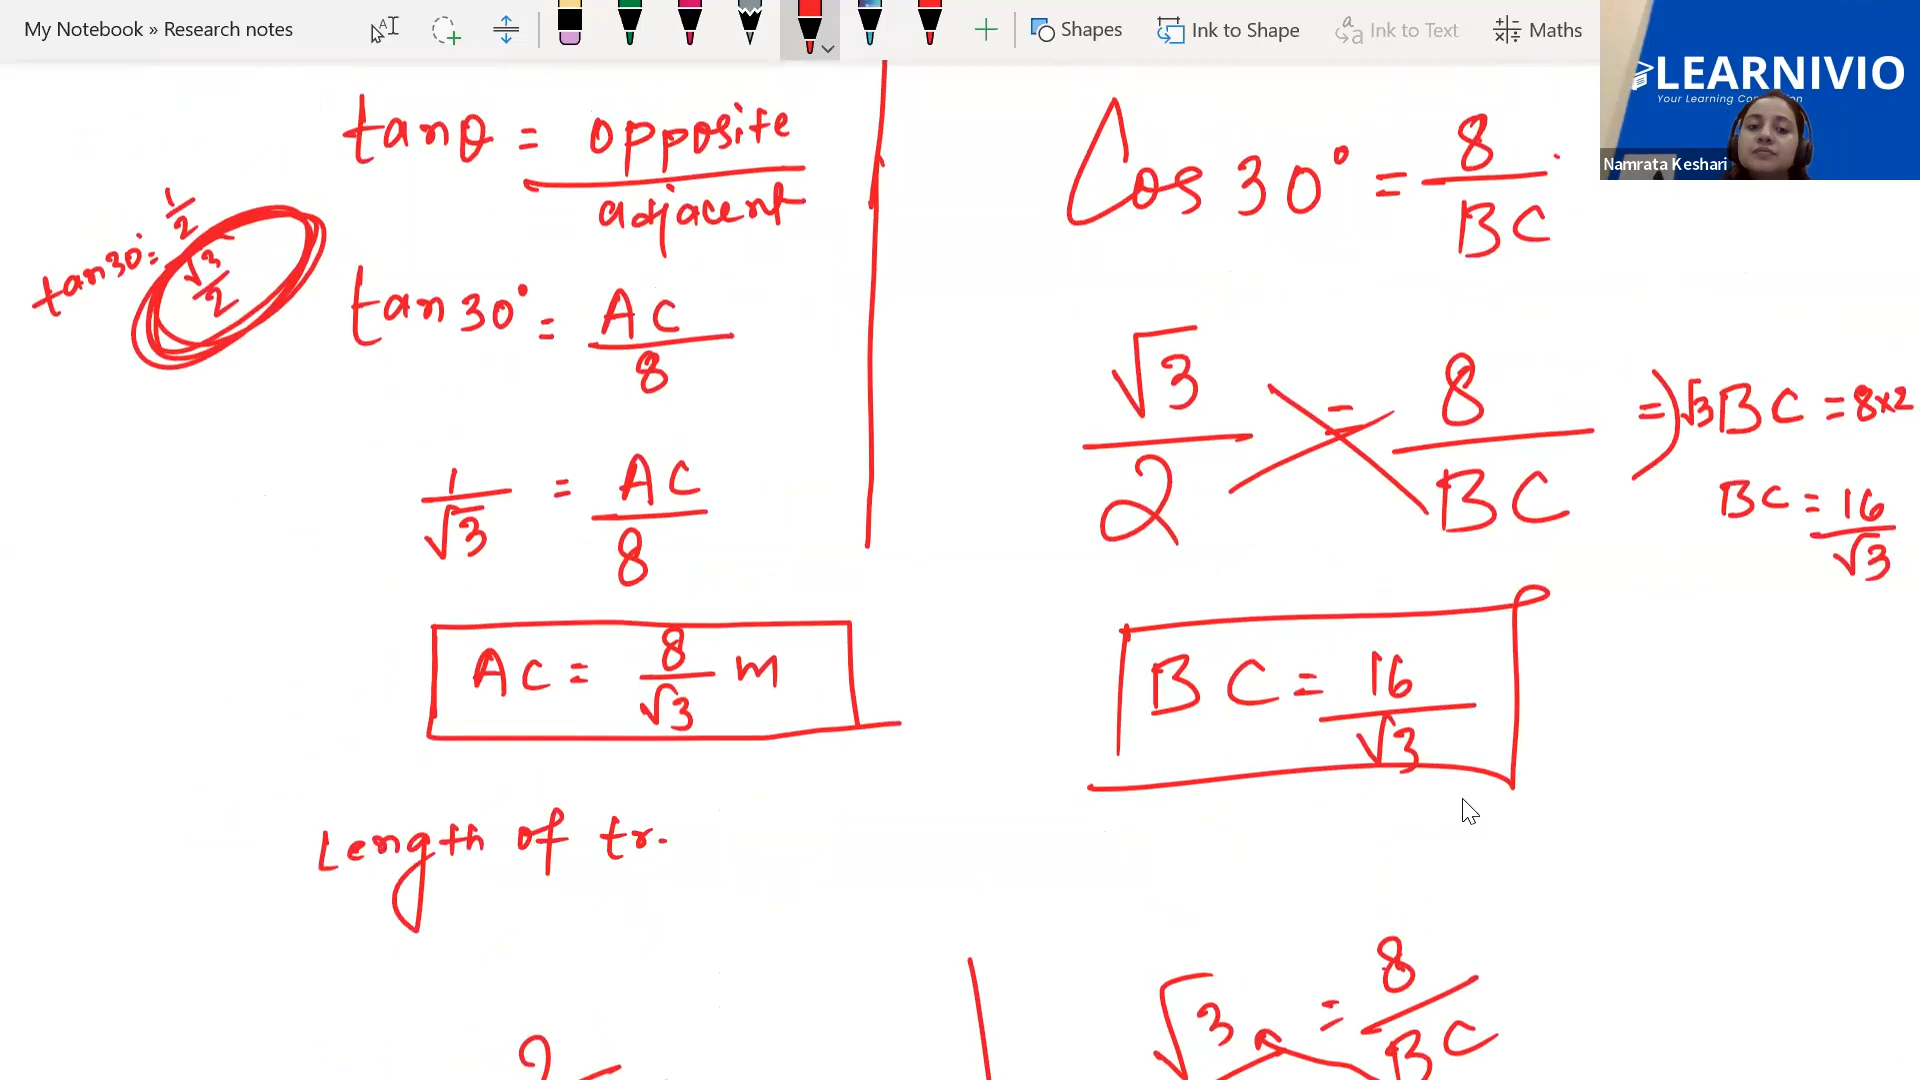 My Notebook » Research notes
Shapes
Ink to Shape
Ink to Text
Maths
LEARNIVIO
Namrata Keshari
tanθ = opposite
adjacent
tan30° = 1/2
√3/2
tan30° = AC
8
1/√3 = AC/8
AC = 8/√3 m
Length of tr.
Cos 30° = 8
BC
√3/2 = 8/BC
=> √3 BC = 8×2
BC = 16
√3
BC = 16/√3
√3 = 8
BC